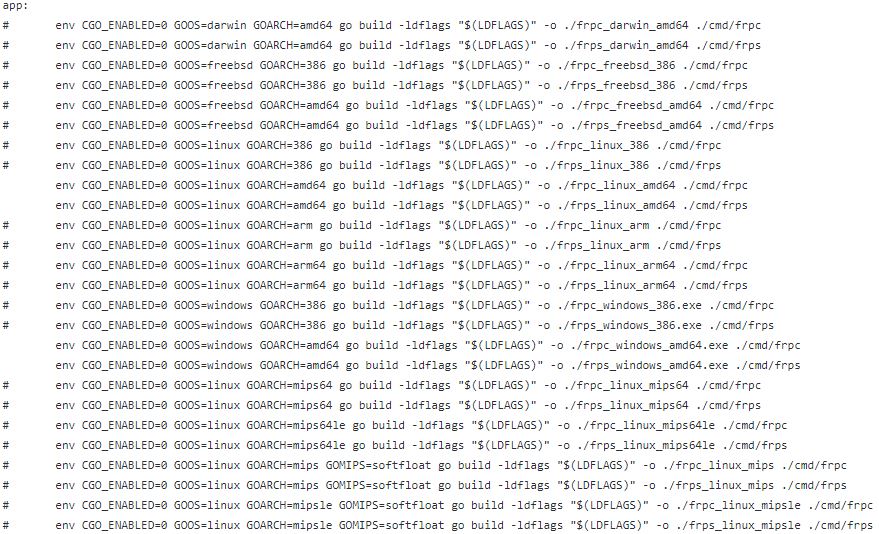 app:
#	env CGO_ENABLED=0 GOOS=darwin GOARCH=amd64 go build -ldflags "$(LDFLAGS)" -o ./frpc_darwin_amd64 ./cmd/frpc
#	env CGO_ENABLED=0 GOOS=darwin GOARCH=amd64 go build -ldflags "$(LDFLAGS)" -o ./frps_darwin_amd64 ./cmd/frps
#	env CGO_ENABLED=0 GOOS=freebsd GOARCH=386 go build -ldflags "$(LDFLAGS)" -o ./frpc_freebsd_386 ./cmd/frpc
#	env CGO_ENABLED=0 GOOS=freebsd GOARCH=386 go build -ldflags "$(LDFLAGS)" -o ./frps_freebsd_386 ./cmd/frps
#	env CGO_ENABLED=0 GOOS=freebsd GOARCH=amd64 go build -ldflags "$(LDFLAGS)" -o ./frpc_freebsd_amd64 ./cmd/frpc
#	env CGO_ENABLED=0 GOOS=freebsd GOARCH=amd64 go build -ldflags "$(LDFLAGS)" -o ./frps_freebsd_amd64 ./cmd/frps
#	env CGO_ENABLED=0 GOOS=linux GOARCH=386 go build -ldflags "$(LDFLAGS)" -o ./frpc_linux_386 ./cmd/frpc
#	env CGO_ENABLED=0 GOOS=linux GOARCH=386 go build -ldflags "$(LDFLAGS)" -o ./frps_linux_386 ./cmd/frps
	env CGO_ENABLED=0 GOOS=linux GOARCH=amd64 go build -ldflags "$(LDFLAGS)" -o ./frpc_linux_amd64 ./cmd/frpc
	env CGO_ENABLED=0 GOOS=linux GOARCH=amd64 go build -ldflags "$(LDFLAGS)" -o ./frps_linux_amd64 ./cmd/frps
#	env CGO_ENABLED=0 GOOS=linux GOARCH=arm go build -ldflags "$(LDFLAGS)" -o ./frpc_linux_arm ./cmd/frpc
#	env CGO_ENABLED=0 GOOS=linux GOARCH=arm go build -ldflags "$(LDFLAGS)" -o ./frps_linux_arm ./cmd/frps
#	env CGO_ENABLED=0 GOOS=linux GOARCH=arm64 go build -ldflags "$(LDFLAGS)" -o ./frpc_linux_arm64 ./cmd/frpc
#	env CGO_ENABLED=0 GOOS=linux GOARCH=arm64 go build -ldflags "$(LDFLAGS)" -o ./frps_linux_arm64 ./cmd/frps
#	env CGO_ENABLED=0 GOOS=windows GOARCH=386 go build -ldflags "$(LDFLAGS)" -o ./frpc_windows_386.exe ./cmd/frpc
#	env CGO_ENABLED=0 GOOS=windows GOARCH=386 go build -ldflags "$(LDFLAGS)" -o ./frps_windows_386.exe ./cmd/frps
	env CGO_ENABLED=0 GOOS=windows GOARCH=amd64 go build -ldflags "$(LDFLAGS)" -o ./frpc_windows_amd64.exe ./cmd/frpc
	env CGO_ENABLED=0 GOOS=windows GOARCH=amd64 go build -ldflags "$(LDFLAGS)" -o ./frps_windows_amd64.exe ./cmd/frps
#	env CGO_ENABLED=0 GOOS=linux GOARCH=mips64 go build -ldflags "$(LDFLAGS)" -o ./frpc_linux_mips64 ./cmd/frpc
#	env CGO_ENABLED=0 GOOS=linux GOARCH=mips64 go build -ldflags "$(LDFLAGS)" -o ./frps_linux_mips64 ./cmd/frps
#	env CGO_ENABLED=0 GOOS=linux GOARCH=mips64le go build -ldflags "$(LDFLAGS)" -o ./frpc_linux_mips64le ./cmd/frpc
#	env CGO_ENABLED=0 GOOS=linux GOARCH=mips64le go build -ldflags "$(LDFLAGS)" -o ./frps_linux_mips64le ./cmd/frps
#	env CGO_ENABLED=0 GOOS=linux GOARCH=mips GOMIPS=softfloat go build -ldflags "$(LDFLAGS)" -o ./frpc_linux_mips ./cmd/frpc
#	env CGO_ENABLED=0 GOOS=linux GOARCH=mips GOMIPS=softfloat go build -ldflags "$(LDFLAGS)" -o ./frps_linux_mips ./cmd/frps
#	env CGO_ENABLED=0 GOOS=linux GOARCH=mipsle GOMIPS=softfloat go build -ldflags "$(LDFLAGS)" -o ./frpc_linux_mipsle ./cmd/frpc
#	env CGO_ENABLED=0 GOOS=linux GOARCH=mipsle GOMIPS=softfloat go build -ldflags "$(LDFLAGS)" -o ./frps_linux_mipsle ./cmd/frps